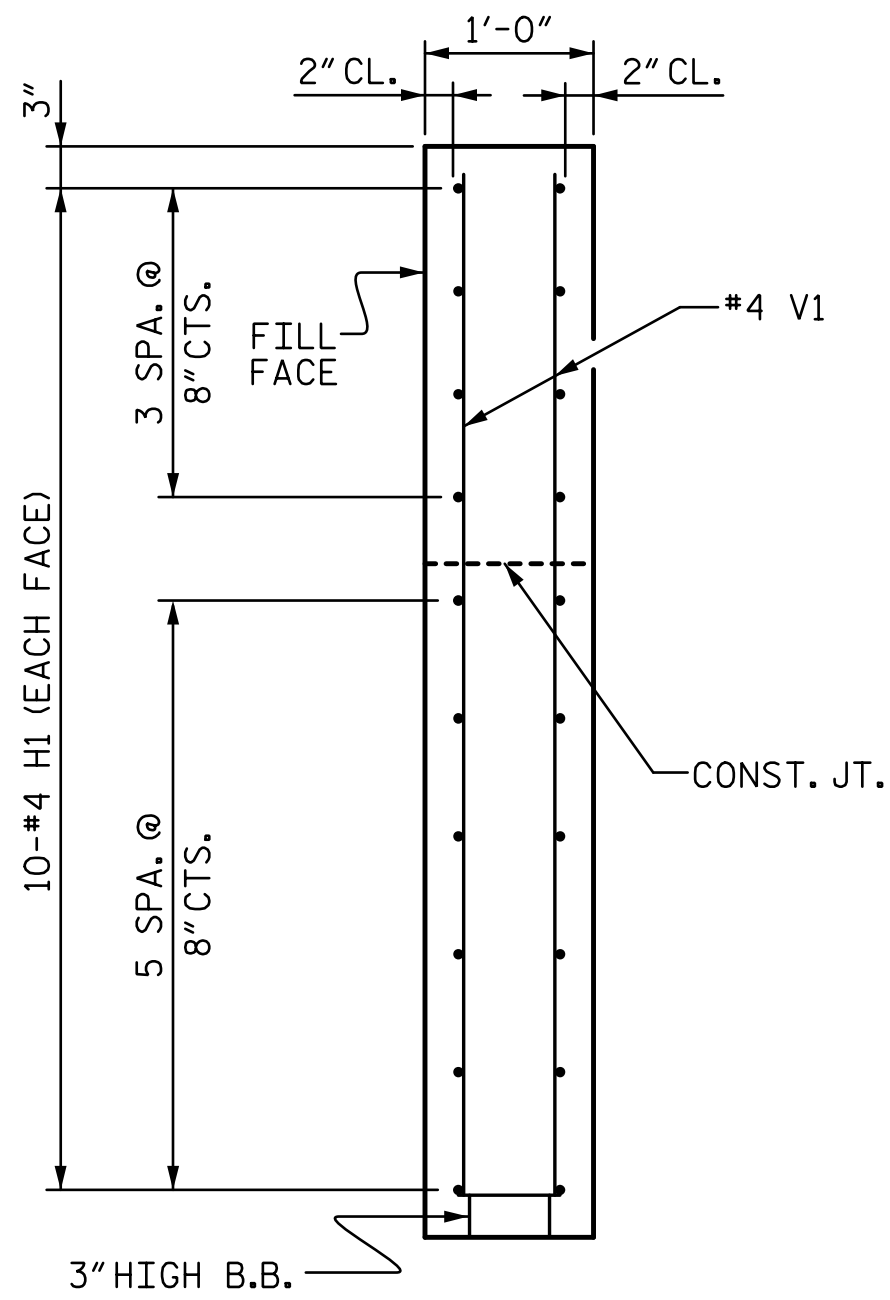 1'-0"
2" CL.
2" CL.
3"
3 SPA. @
8" CTS.
FILL
FACE
#4 V1
10-#4 H1 (EACH FACE)
CONST. JT.
5 SPA. @
8" CTS.
3" HIGH B.B.